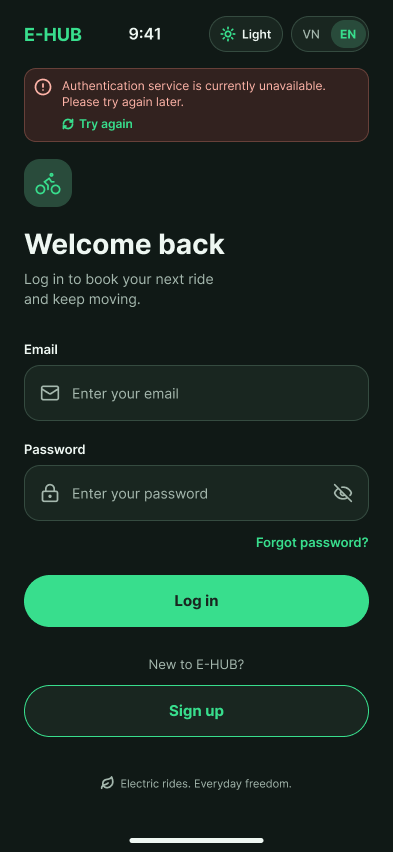 E-HUB
9:41
Light
VN
EN
Authentication service is currently unavailable.
Please try again later.
Try again
Welcome back
Log in to book your next ride
and keep moving.
Email
Enter your email
Password
Enter your password
Forgot password?
Log in
New to E-HUB?
Sign up
Electric rides. Everyday freedom.